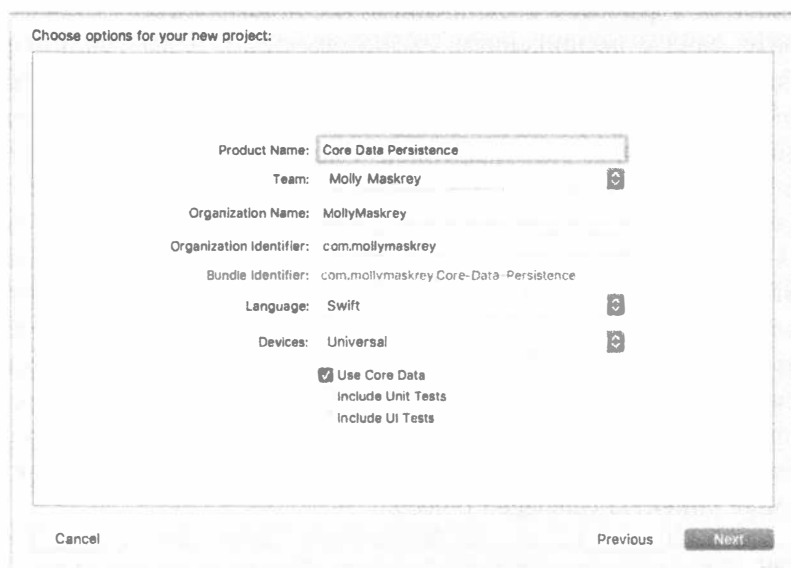 Choose options for your new project:
Product Name: Core Data Persistence
Team: Molly Maskrey
Organization Name: MollyMaskrey
Organization Identifier: com.mollymaskrey
Bundle Identifier: com.mollymaskrey.Core-Data-Persistence
Language: Swift
Devices: Universal
Use Core Data
Include Unit Tests
Include UI Tests
Cancel Previous Next